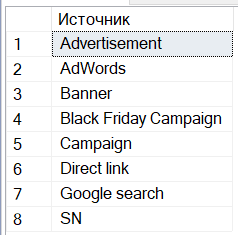 Источник
1 Advertisement
2 AdWords
3 Banner
4 Black Friday Campaign
5 Campaign
6 Direct link
7 Google search
8 SN